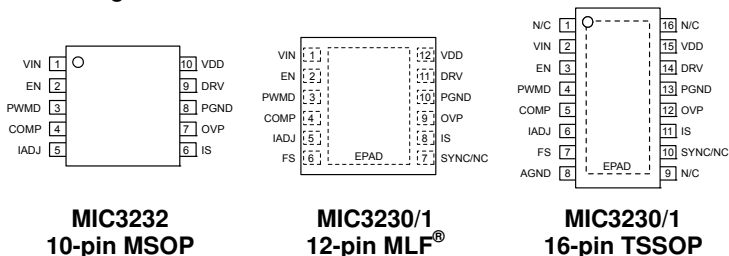 VIN 1
EN 2
PWMD 3
COMP 4
IADJ 5
10 VDD
9 DRV
8 PGND
7 OVP
6 IS
MIC3232
10-pin MSOP
VIN 1
EN 2
PWMD 3
COMP 4
IADJ 5
FS 6
EPAD
12 VDD
11 DRV
10 PGND
9 OVP
8 IS
7 SYNC/NC
MIC3230/1
12-pin MLF®
N/C 1
VIN 2
EN 3
PWMD 4
COMP 5
IADJ 6
FS 7
AGND 8
EPAD
16 N/C
15 VDD
14 DRV
13 PGND
12 OVP
11 IS
10 SYNC/NC
9 N/C
MIC3230/1
16-pin TSSOP